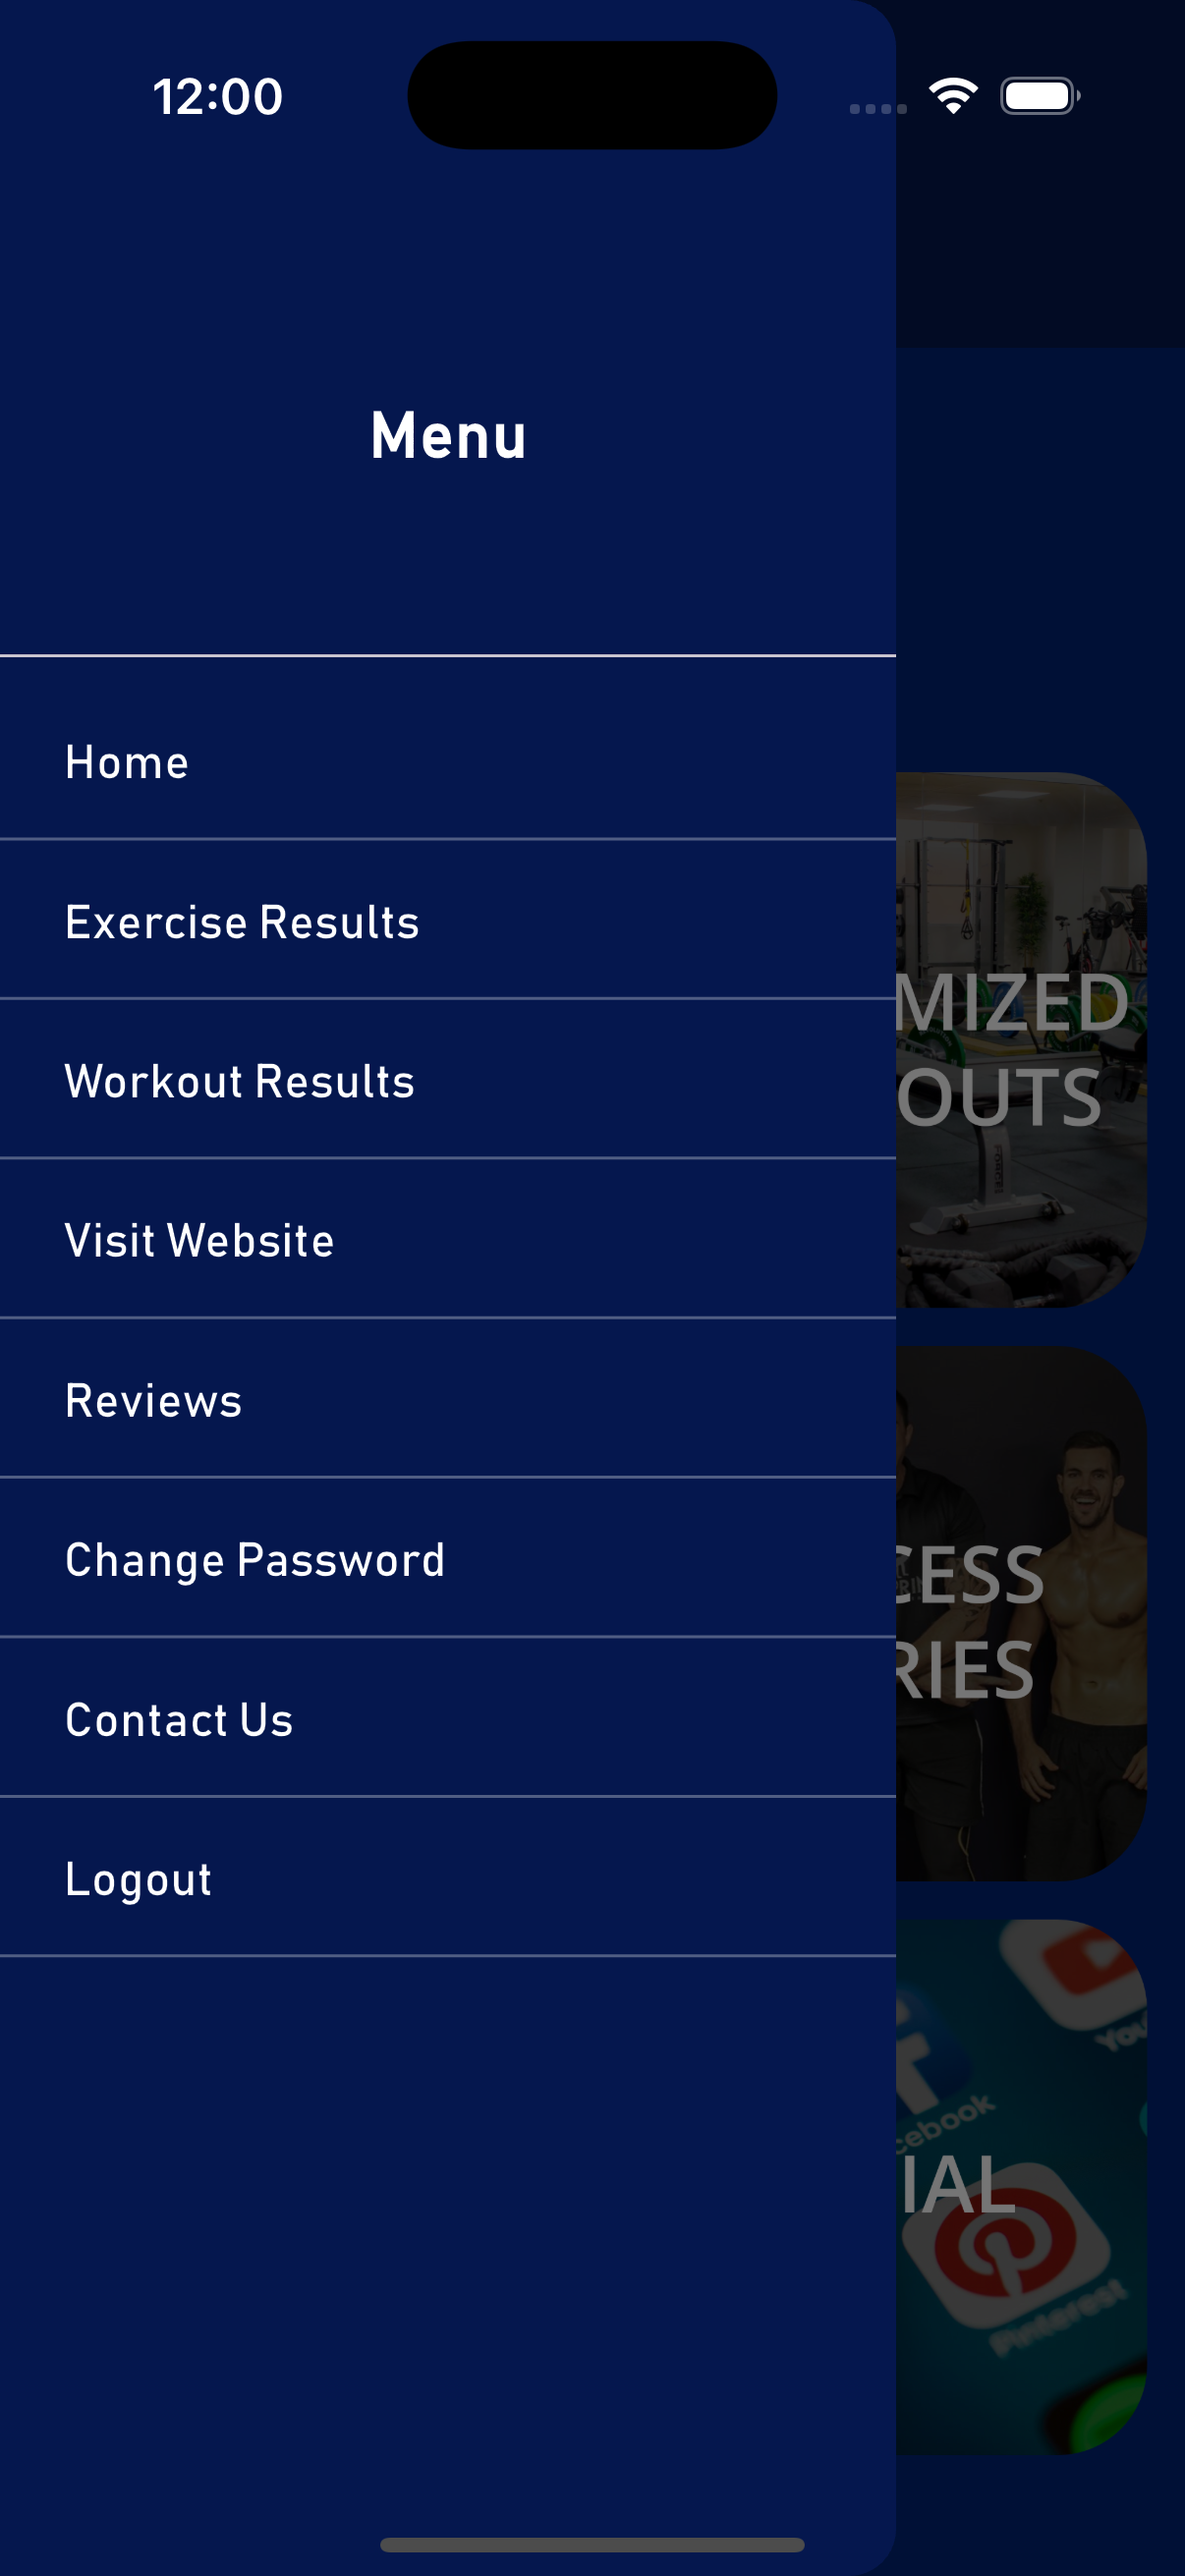 12:00
Menu
Home
Exercise Results
Workout Results
Visit Website
Reviews
Change Password
Contact Us
Logout
MIZED
OUTS
CESS
RIES
cebook
IAL
Pinterest